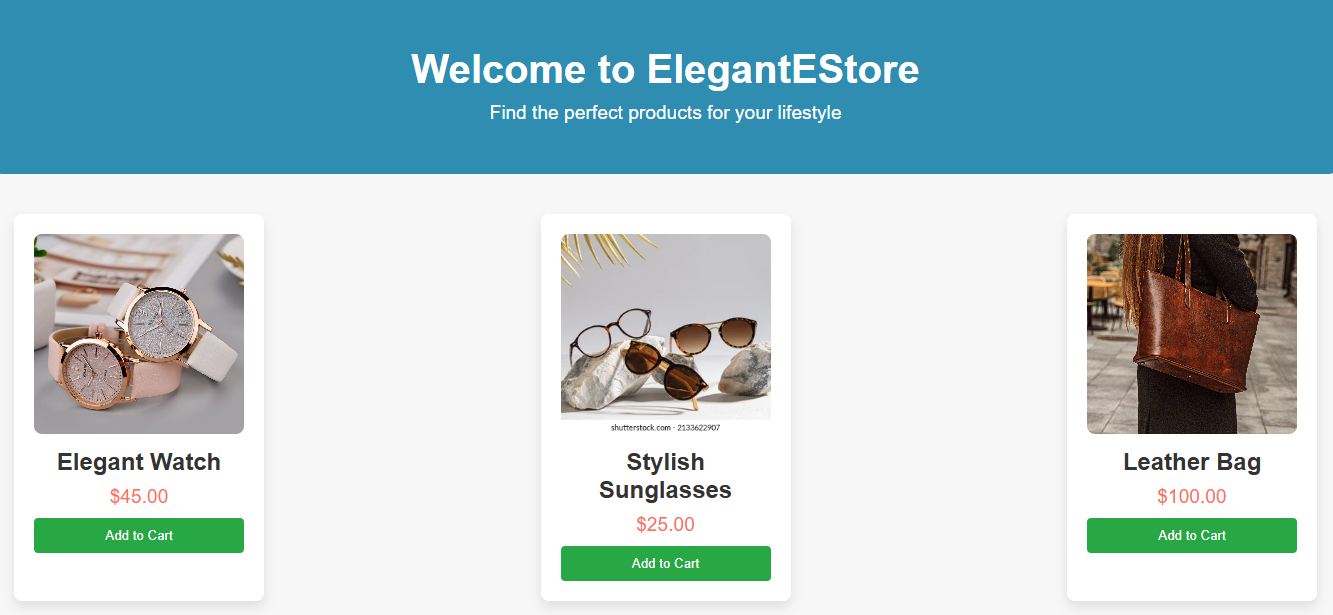 Welcome to ElegantEStore
Find the perfect products for your lifestyle
shutterstock.com · 2133622907
Elegant Watch
$45.00
Add to Cart
Stylish
Sunglasses
$25.00
Add to Cart
Leather Bag
$100.00
Add to Cart